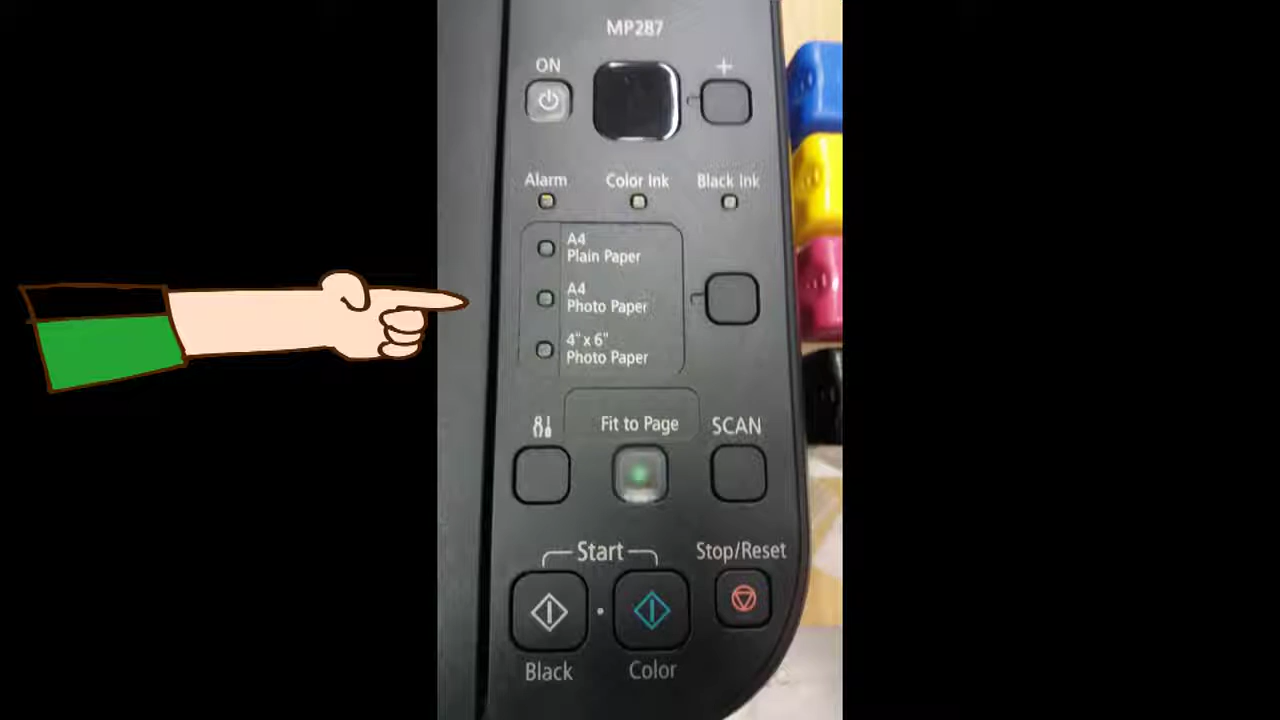 MP287
ON
+
Alarm
Color Ink
Black Ink
A4
Plain Paper
A4
Photo Paper
4"x 6"
Photo Paper
Fit to Page
SCAN
Start
Stop/Reset
Black
Color